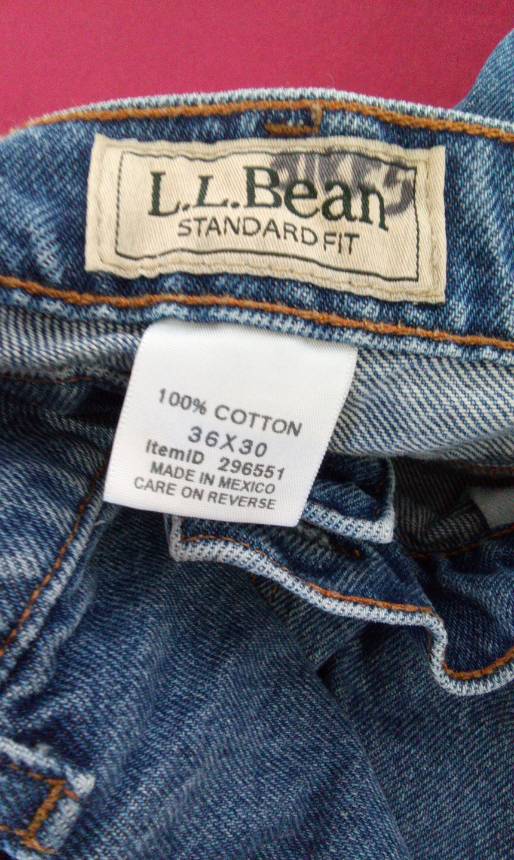 L.L.Bean
STANDARD FIT
100% COTTON
36X30
ItemID 296551
MADE IN MEXICO
CARE ON REVERSE